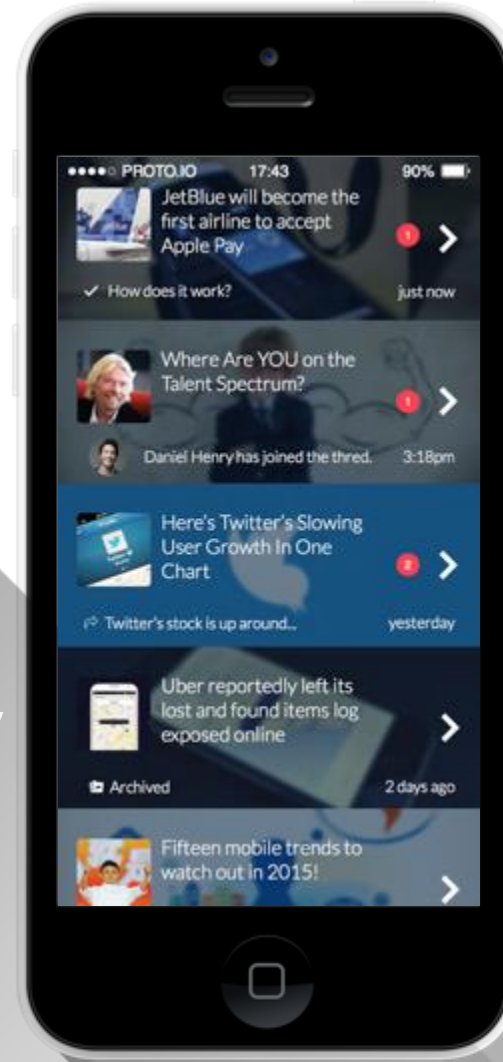 PROTO.IO 17:43 90%
JetBlue will become the
first airline to accept
Apple Pay
1
How does it work? just now
Where Are YOU on the
Talent Spectrum?
1
Daniel Henry has joined the thred. 3:18pm
Here's Twitter's Slowing
User Growth In One
Chart
2
Twitter's stock is up around... yesterday
Uber reportedly left its
lost and found items log
exposed online
Archived 2 days ago
Fifteen mobile trends to
watch out in 2015!